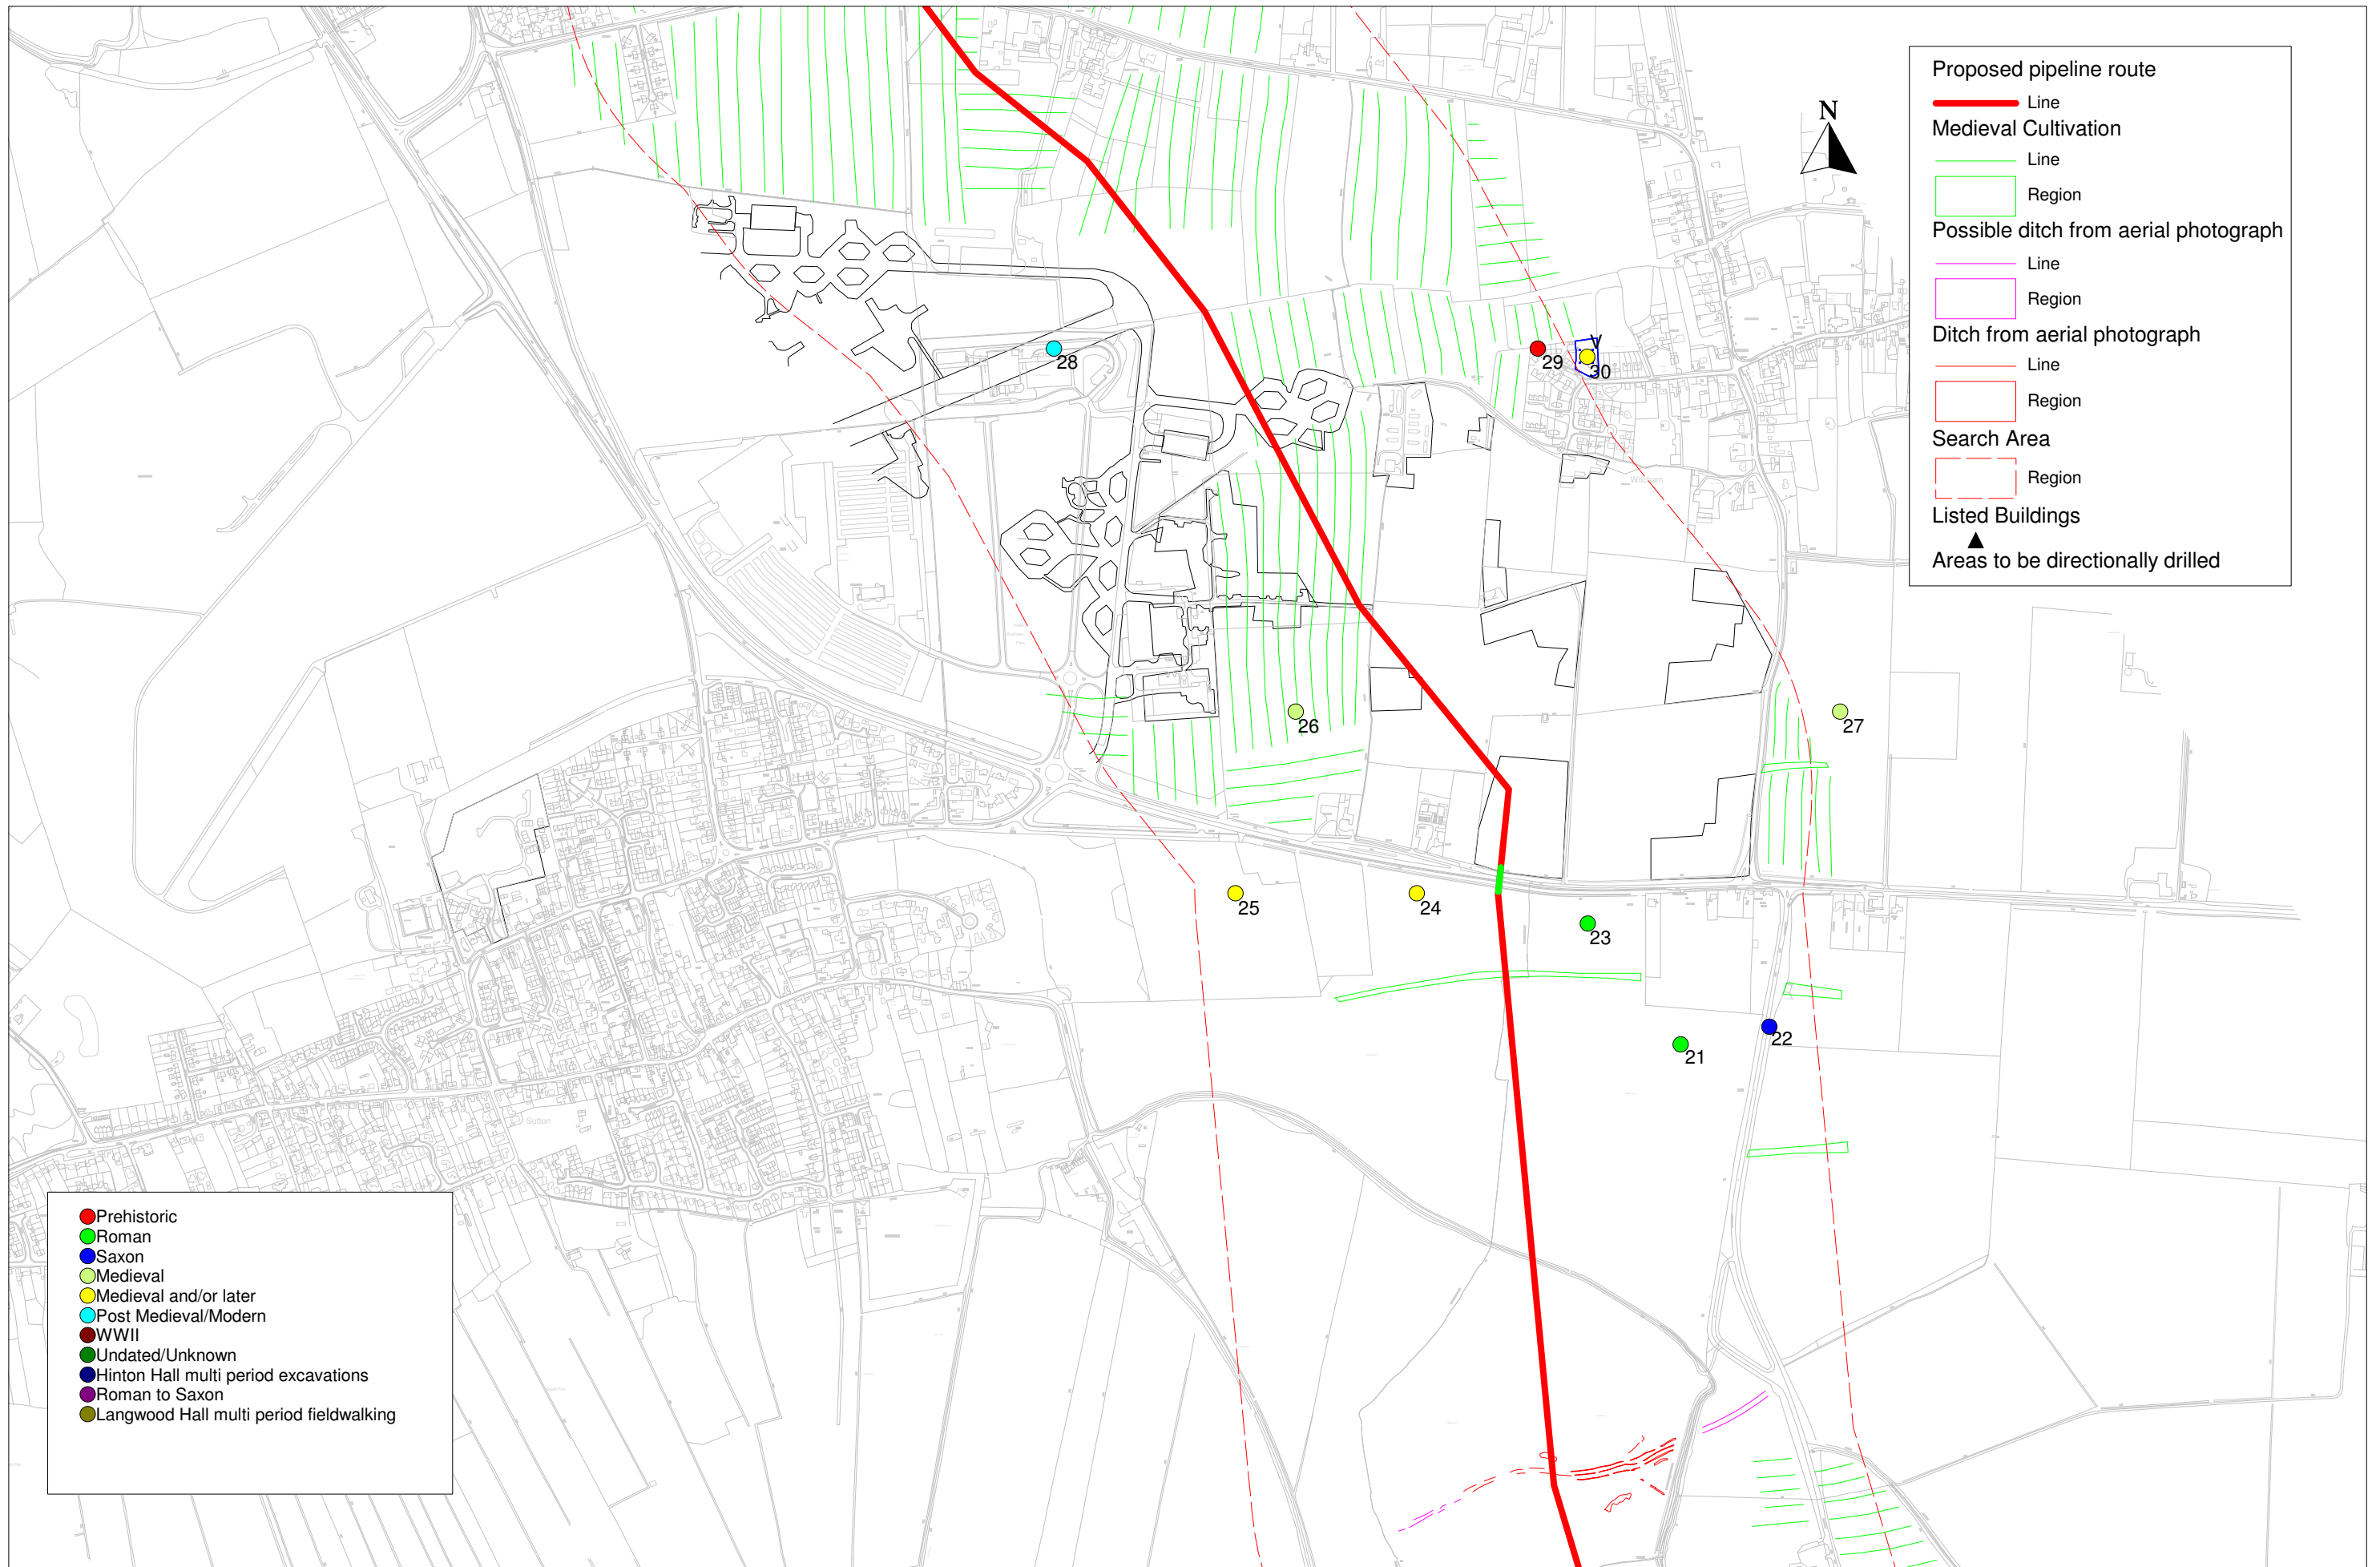 Proposed pipeline route
Line
Medieval Cultivation
Line
Region
Possible ditch from aerial photograph
Line
Region
Ditch from aerial photograph
Line
Region
Search Area
Region
Listed Buildings
Areas to be directionally drilled
N
28
29
V
30
Witcham
26
27
25
24
23
22
21
Sutton
Prehistoric
Roman
Saxon
Medieval
Medieval and/or later
Post Medieval/Modern
WWII
Undated/Unknown
Hinton Hall multi period excavations
Roman to Saxon
Langwood Hall multi period fieldwalking